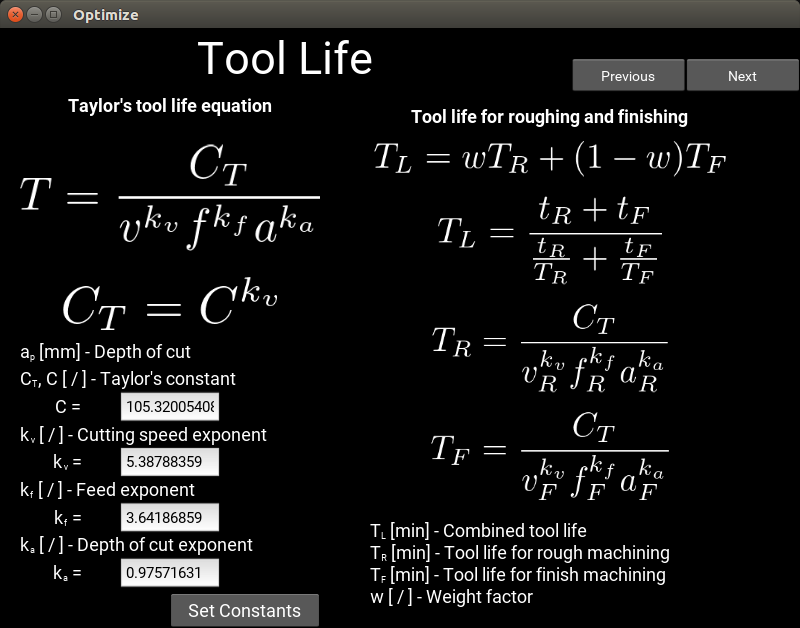 Optimize
Tool Life
Previous
Next
Taylor's tool life equation
T = \frac{C_T}{v^{k_v} f^{k_f} a^{k_a}}
C_T = C^{k_v}
aₚ [mm] - Depth of cut
C_T, C [ / ] - Taylor's constant
C = 105.32005408
kᵥ [ / ] - Cutting speed exponent
kᵥ = 5.38788359
k_f [ / ] - Feed exponent
k_f = 3.64186859
kₐ [ / ] - Depth of cut exponent
kₐ = 0.97571631
Set Constants
Tool life for roughing and finishing
T_L = wT_R + (1 − w)T_F
T_L = \frac{t_R + t_F}{\frac{t_R}{T_R} + \frac{t_F}{T_F}}
T_R = \frac{C_T}{v_R^{k_v} f_R^{k_f} a_R^{k_a}}
T_F = \frac{C_T}{v_F^{k_v} f_F^{k_f} a_F^{k_a}}
T_L [min] - Combined tool life
T_R [min] - Tool life for rough machining
T_F [min] - Tool life for finish machining
w [ / ] - Weight factor